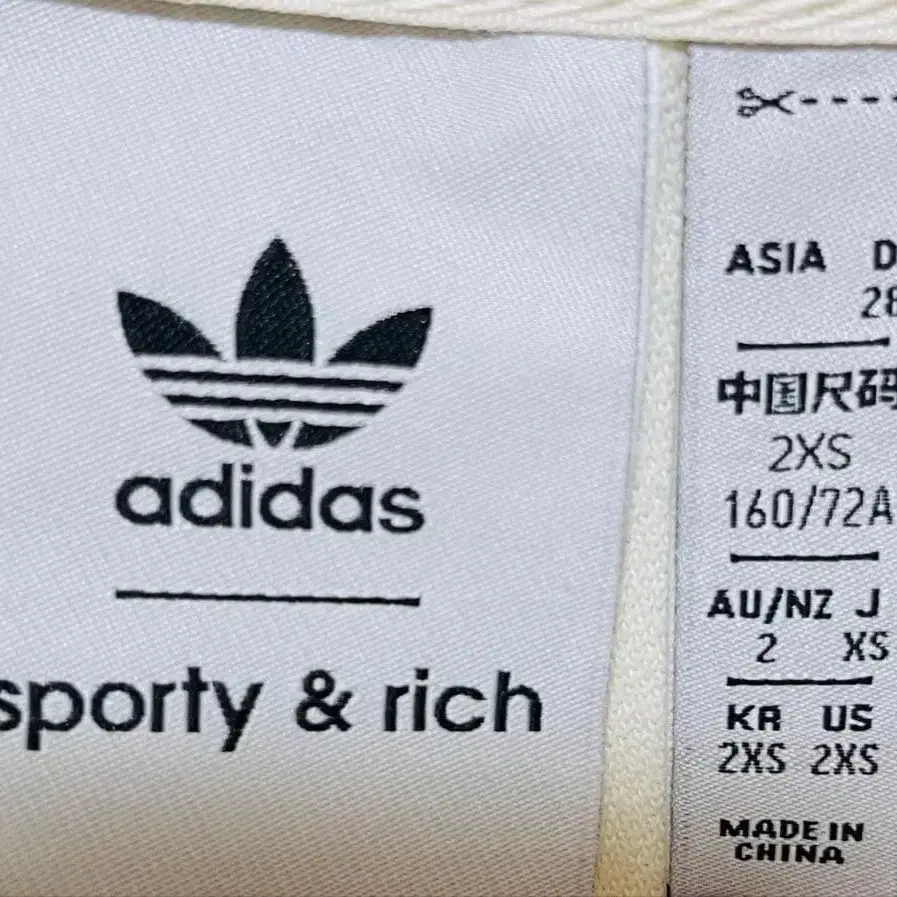 adidas
sporty & rich
ASIA D
28
中国尺码
2XS
160/72A
AU/NZ J
2 XS
KR US
2XS 2XS
MADE IN
CHINA